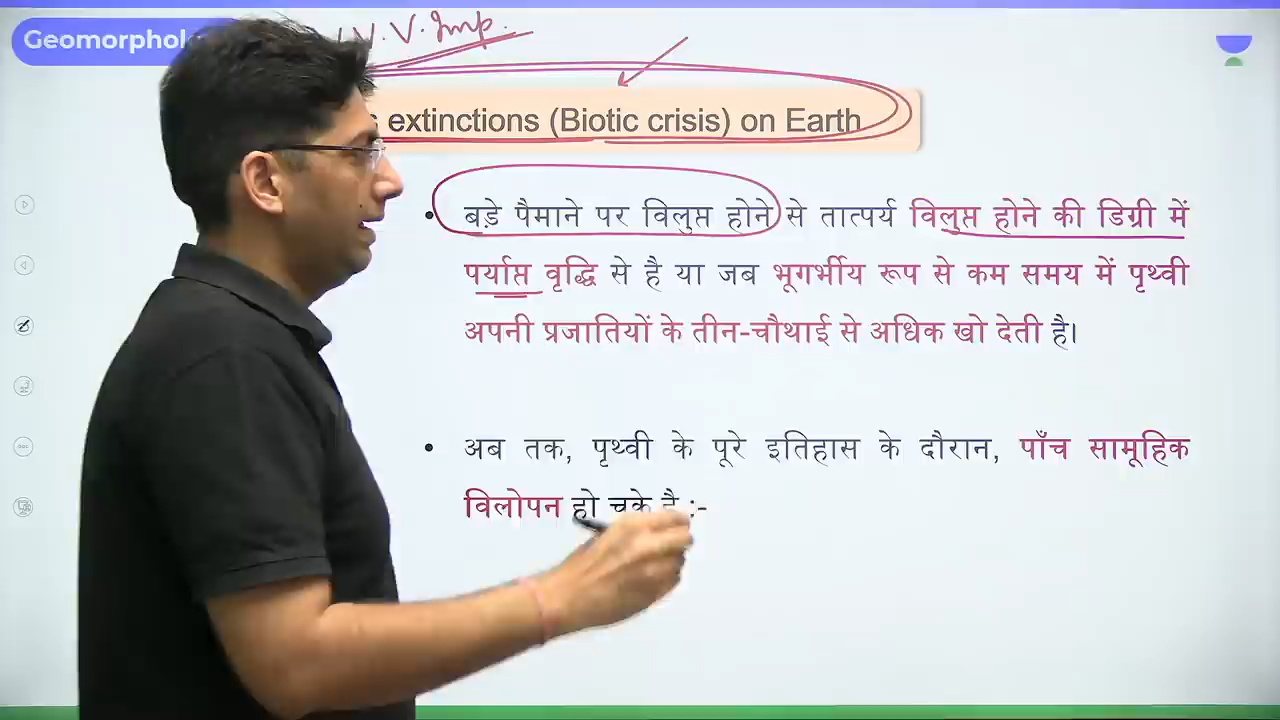 Geomorphol
V. V. Imp.
extinctions (Biotic crisis) on Earth
• बड़े पैमाने पर विलुप्त होने से तात्पर्य विलुप्त होने की डिग्री में
पर्याप्त वृद्धि से है या जब भूगर्भीय रूप से कम समय में पृथ्वी
अपनी प्रजातियों के तीन-चौथाई से अधिक खो देती है।
• अब तक, पृथ्वी के पूरे इतिहास के दौरान, पाँच सामूहिक
विलोपन हो चुके है :-